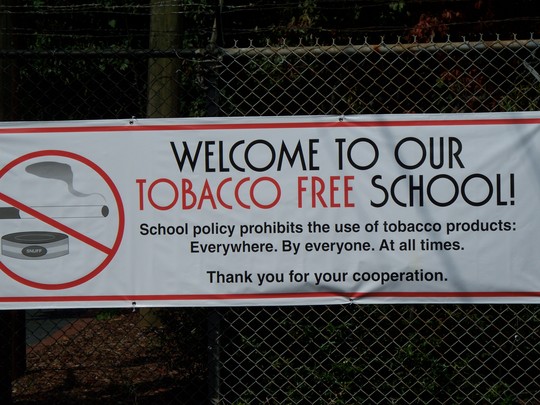 WELCOME TO OUR
TOBACCO FREE SCHOOL!
School policy prohibits the use of tobacco products:
Everywhere. By everyone. At all times.
Thank you for your cooperation.
SNUFF